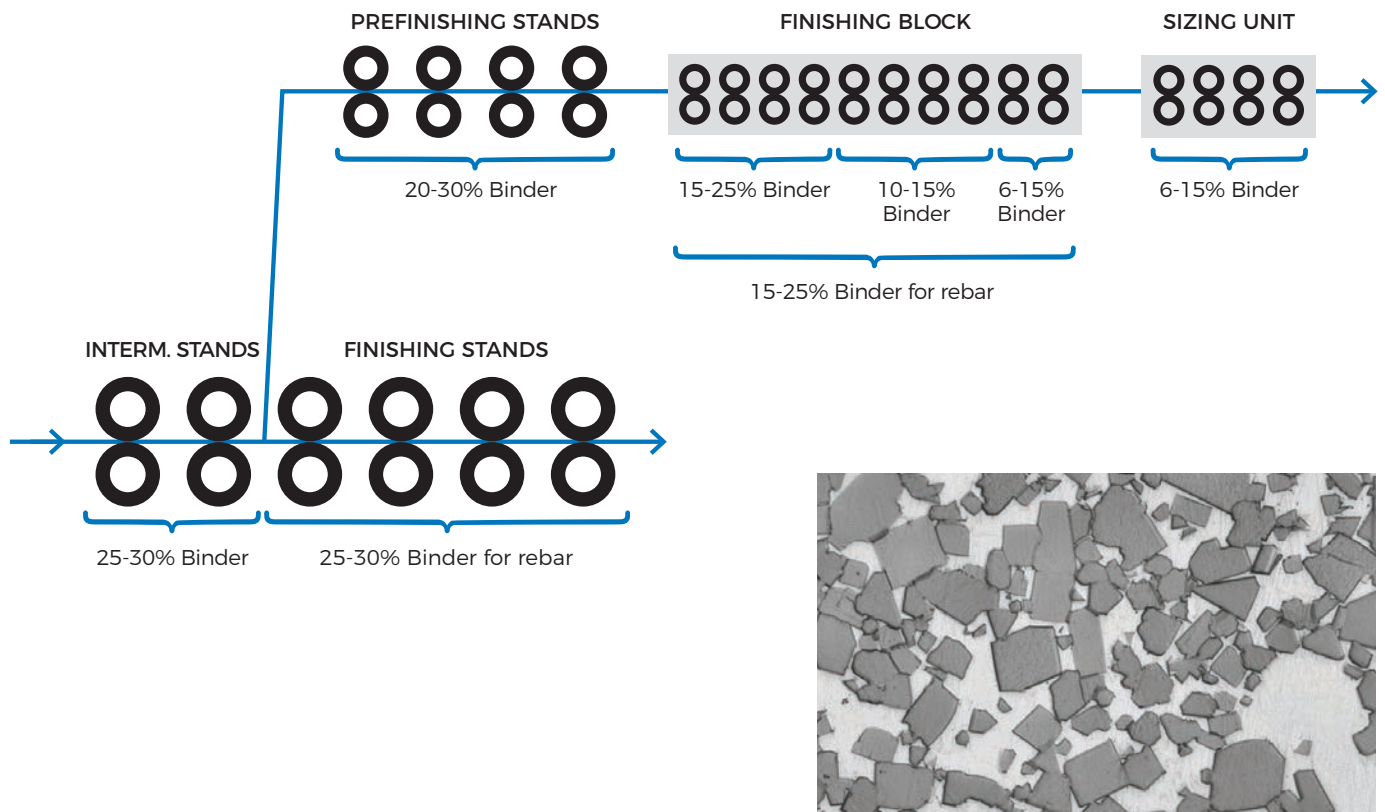 PREFINISHING STANDS
FINISHING BLOCK
SIZING UNIT
20-30% Binder
15-25% Binder
10-15%
Binder
6-15%
Binder
6-15% Binder
15-25% Binder for rebar
INTERM. STANDS
FINISHING STANDS
25-30% Binder
25-30% Binder for rebar